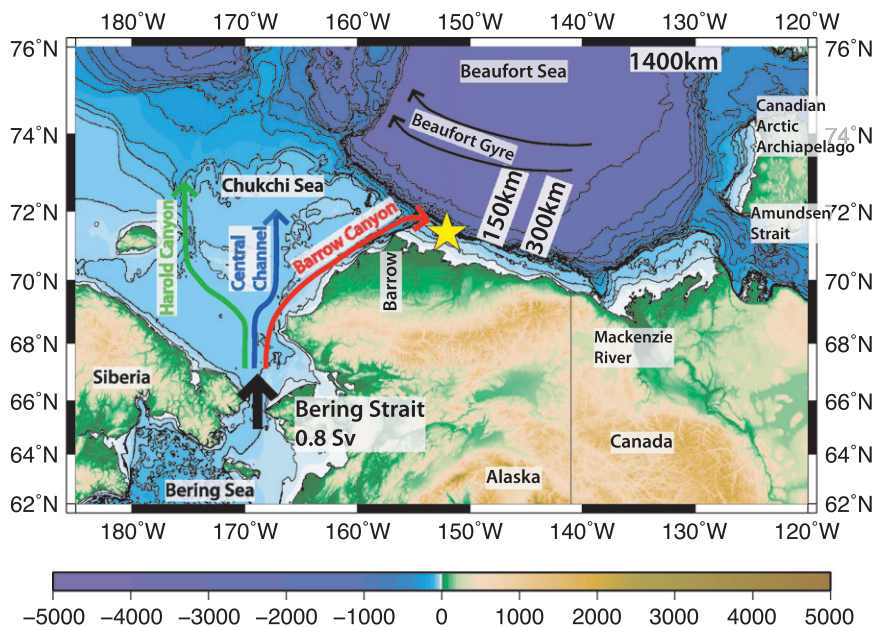 180˚W 170˚W 160˚W 150˚W 140˚W 130˚W 120˚W
76˚N 76˚N
Beaufort Sea
1400km
Canadian
Arctic
Archiapelago
74˚N 74˚N
Beaufort Gyre
Chukchi Sea
150km
300km
72˚N 72˚N
Amundsen
Strait
Harold Canyon
Central
Channel
Barrow Canyon
Barrow
70˚N 70˚N
68˚N 68˚N
Mackenzie
River
Siberia
66˚N 66˚N
Bering Strait
0.8 Sv
Canada
64˚N 64˚N
Alaska
Bering Sea
62˚N 62˚N
180˚W 170˚W 160˚W 150˚W 140˚W 130˚W 120˚W
−5000 −4000 −3000 −2000 −1000 0 1000 2000 3000 4000 5000